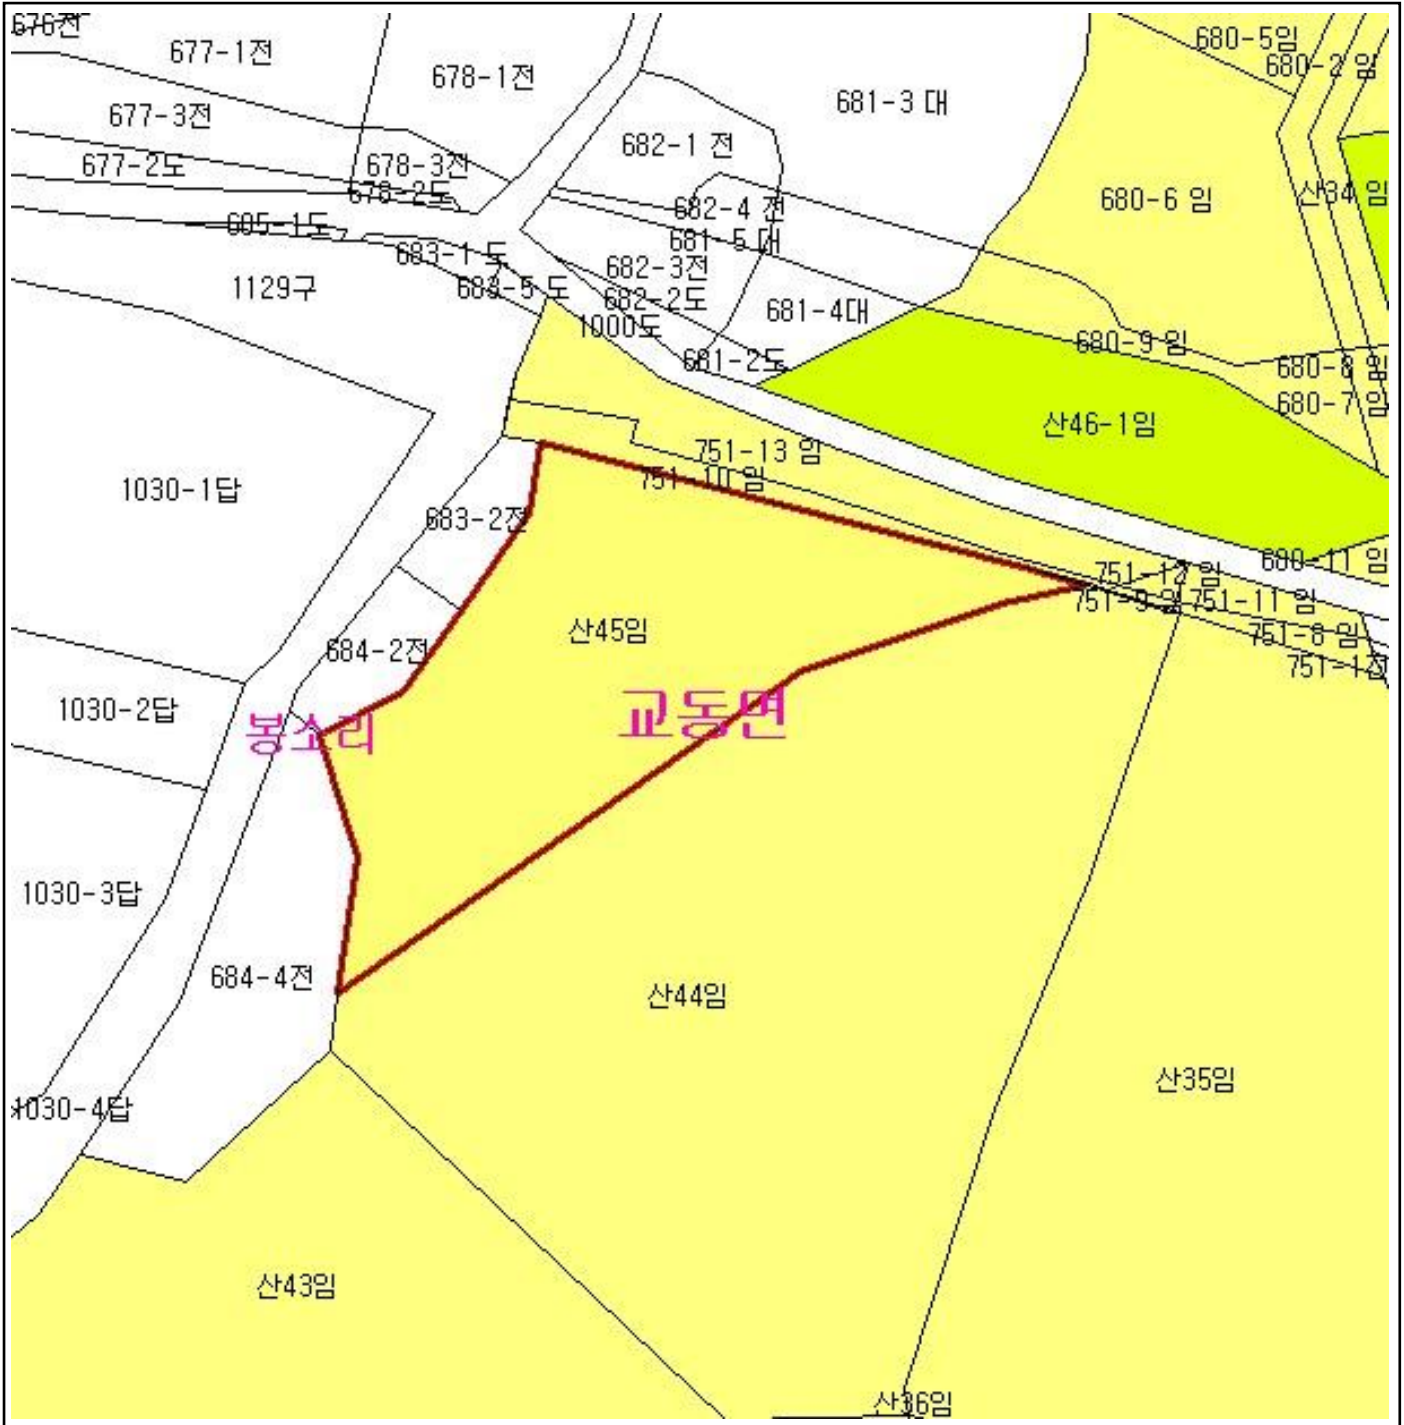 676전
677-1전
678-1전
680-5임
680-2 임
681-3 대
677-3전
682-1 전
677-2도
678-3전
678-2도
680-6 임
산34 임
682-4 전
605-1도
681-5 대
683-1 도
682-3전
1129구
683-5 도
682-2도
681-4대
1000도
681-2도
680-9 임
680-8 임
680-7 임
산46-1임
751-13 임
751-10 임
1030-1답
683-2전
680-11 임
751-12 임
751-9 임
751-11 임
산45임
751-8 임
684-2전
751-1전
1030-2답
봉소리
교동면
1030-3답
684-4전
산44임
산35임
1030-4답
산43임
산36임